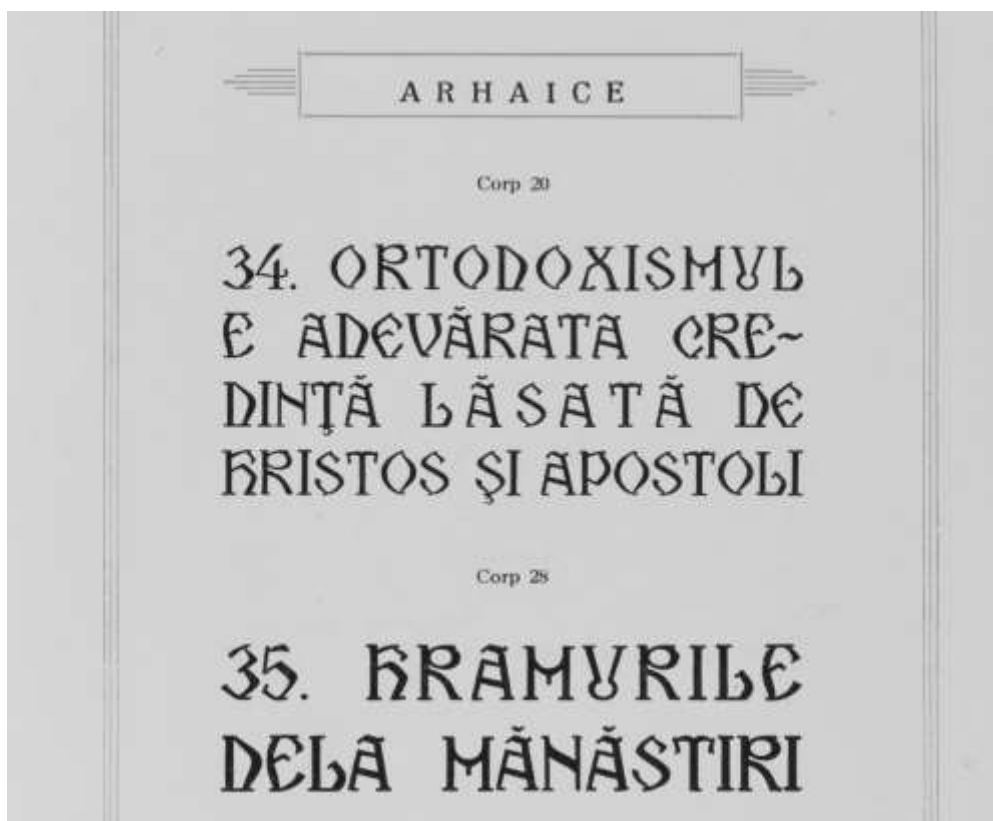 ARHAICE
Corp 20
34. ORTODOXISMUL
E ADEVĂRATA CRE-
DINŢĂ LĂSATĂ DE
HRISTOS ŞI APOSTOLI
Corp 28
35. HRAMURILE
DELA MĂNĂSTIRI